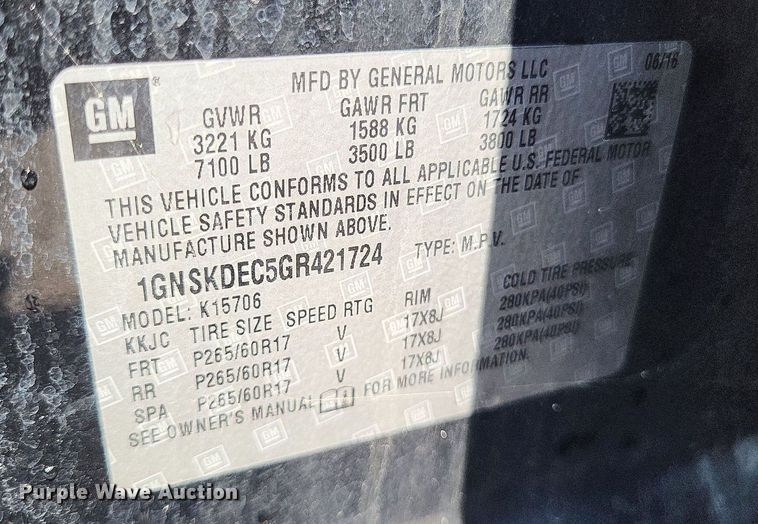 GM
MFD BY GENERAL MOTORS LLC 06/16
GVWR GAWR FRT GAWR RR
3221 KG 1588 KG 1724 KG
7100 LB 3500 LB 3800 LB
THIS VEHICLE CONFORMS TO ALL APPLICABLE U.S. FEDERAL MOTOR
VEHICLE SAFETY STANDARDS IN EFFECT ON THE DATE OF
MANUFACTURE SHOWN ABOVE.
1GNSKDEC5GR421724 TYPE: M.P.V.
MODEL: K15706
KKJC TIRE SIZE SPEED RTG RIM COLD TIRE PRESSURE
FRT P265/60R17 V 17X8J 280KPA(40PSI)
RR P265/60R17 V 17X8J 280KPA(40PSI)
SPA P265/60R17 V 17X8J 280KPA(40PSI)
SEE OWNER'S MANUAL FOR MORE INFORMATION.
Purple Wave Auction